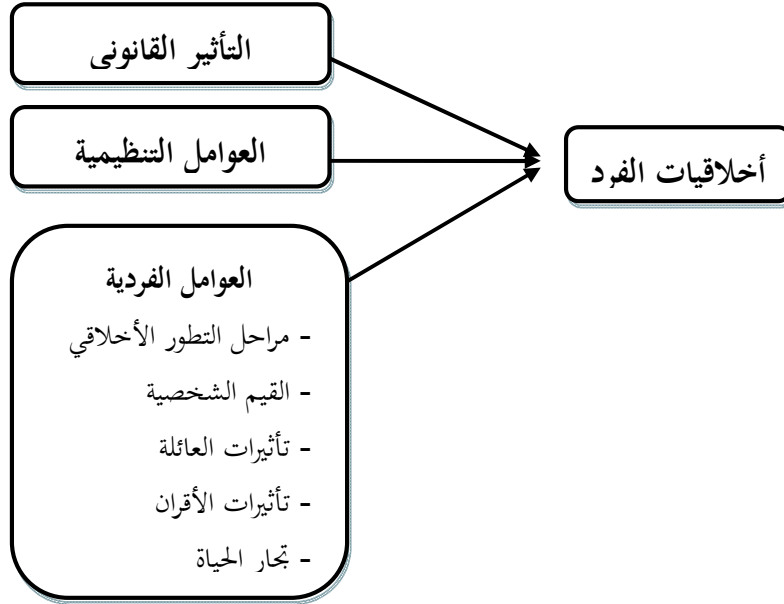 التأثير القانونى
العوامل التنظيمية
أخلاقيات الفرد
العوامل الفردية
- مراحل التطور الأخلاقي
- القيم الشخصية
- تأثيرات العائلة
- تأثيرات الأقران
- تجار الحياة